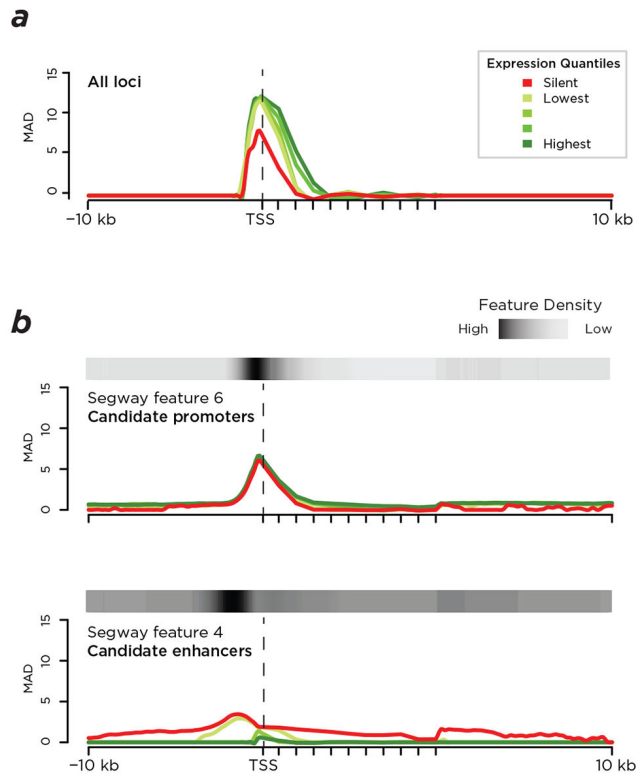 a
All loci
Expression Quantiles
Silent
Lowest
Highest
MAD
15
10
5
0
−10 kb
TSS
10 kb
b
Feature Density
High
Low
Segway feature 6
Candidate promoters
MAD
15
10
5
0
Segway feature 4
Candidate enhancers
MAD
15
10
5
0
−10 kb
TSS
10 kb